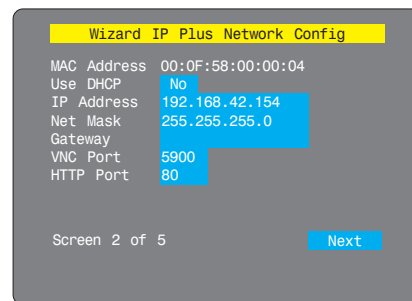 Wizard IP Plus Network Config
MAC Address 00:0F:58:00:00:04
Use DHCP No
IP Address 192.168.42.154
Net Mask 255.255.255.0
Gateway
VNC Port 5900
HTTP Port 80
Screen 2 of 5 Next